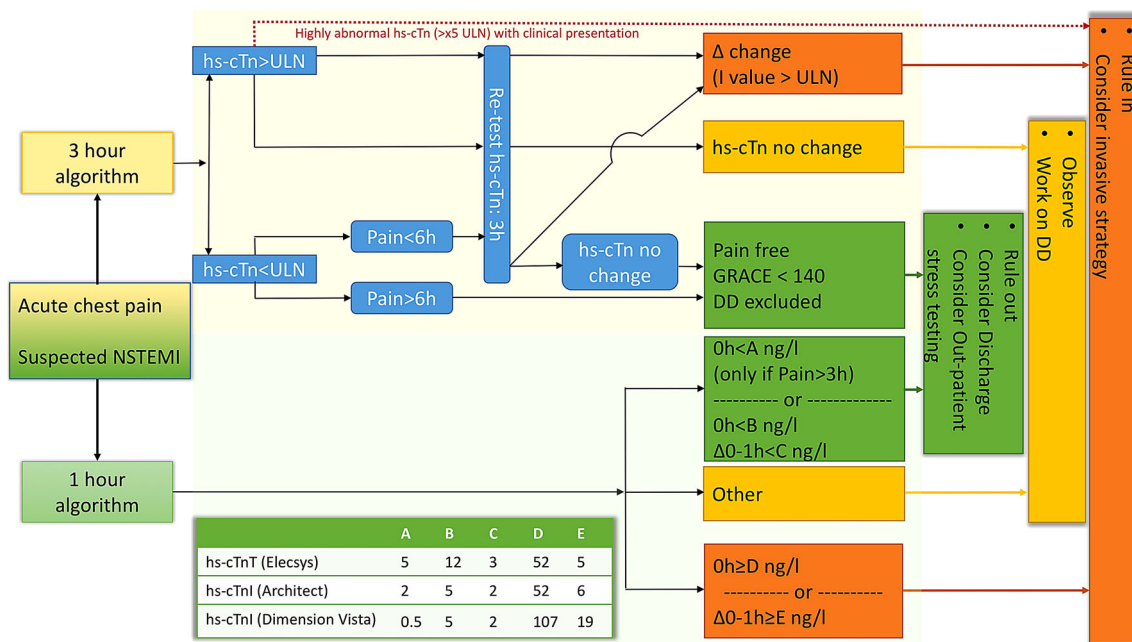 Highly abnormal hs-cTn (>x5 ULN) with clinical presentation
hs-cTn>ULN
Re-test hs-cTn: 3h
Δ change
(I value > ULN)
3 hour
algorithm
hs-cTn no change
Pain<6h
hs-cTn<ULN
Pain>6h
hs-cTn no
change
Pain free
GRACE < 140
DD excluded
Acute chest pain
Suspected NSTEMI
0h<A ng/l
(only if Pain>3h)
---------- or -------------
0h<B ng/l
Δ0-1h<C ng/l
1 hour
algorithm
Other
0h≥D ng/l
---------- or ----------
Δ0-1h≥E ng/l
• Rule out
• Consider Discharge
• Consider Out-patient
stress testing
• Observe
• Work on DD
• Rule in
• Consider invasive strategy
A B C D E
hs-cTnT (Elecsys) 5 12 3 52 5
hs-cTnI (Architect) 2 5 2 52 6
hs-cTnI (Dimension Vista) 0.5 5 2 107 19